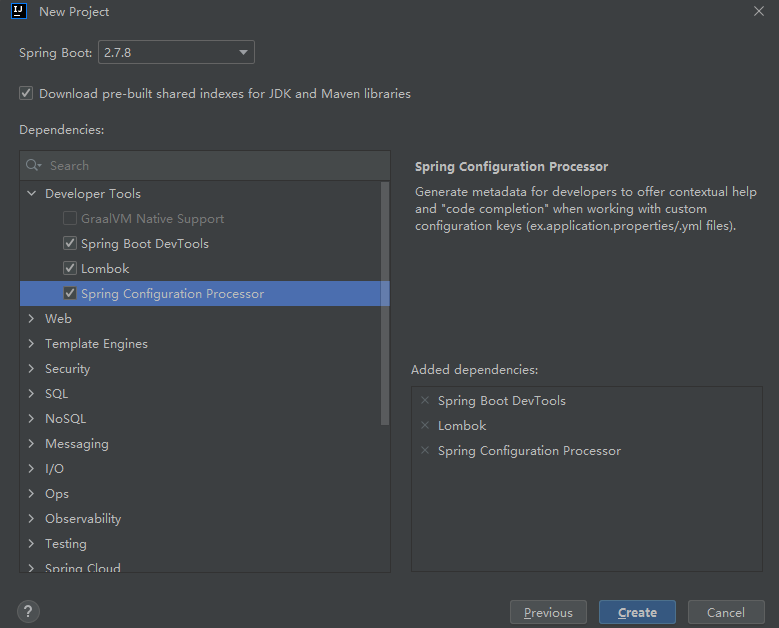 IJ New Project
Spring Boot: 2.7.8
Download pre-built shared indexes for JDK and Maven libraries
Dependencies:
Search
Developer Tools
GraalVM Native Support
Spring Boot DevTools
Lombok
Spring Configuration Processor
Web
Template Engines
Security
SQL
NoSQL
Messaging
I/O
Ops
Observability
Testing
Spring Cloud
Spring Configuration Processor
Generate metadata for developers to offer contextual help
and "code completion" when working with custom
configuration keys (ex.application.properties/.yml files).
Added dependencies:
Spring Boot DevTools
Lombok
Spring Configuration Processor
?
Previous
Create
Cancel